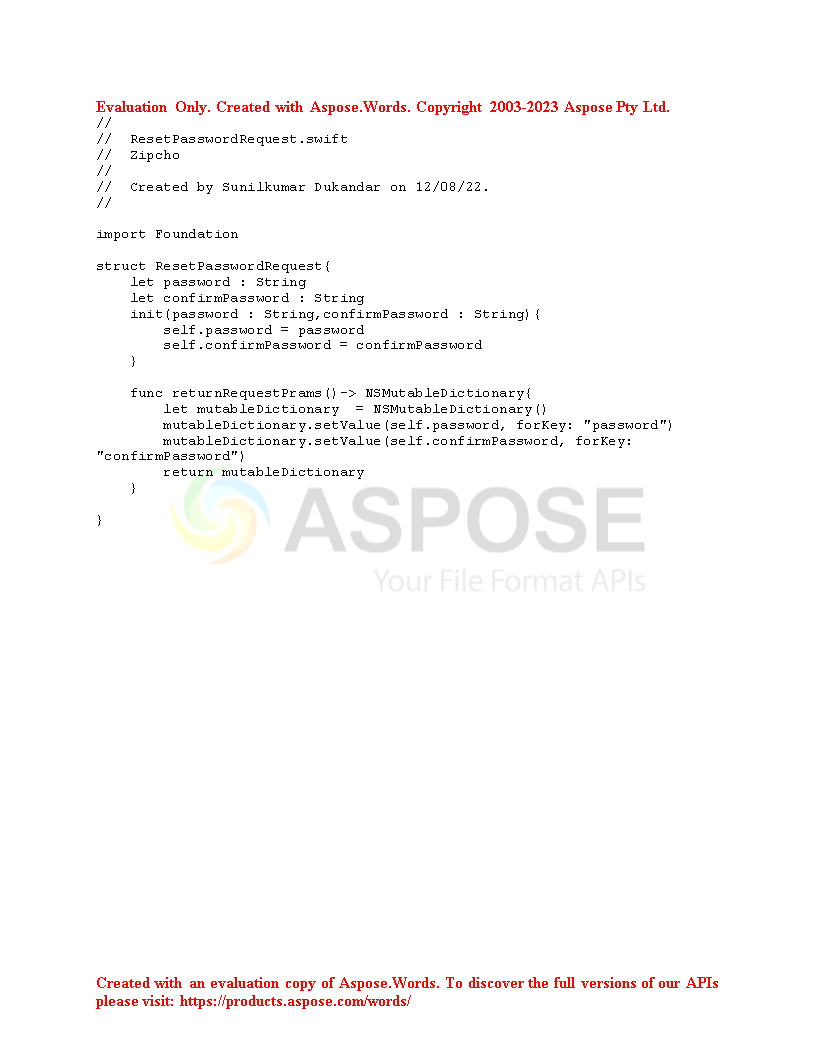 Evaluation Only. Created with Aspose.Words. Copyright 2003-2023 Aspose Pty Ltd.
//
//  ResetPasswordRequest.swift
//  Zipcho
//
//  Created by Sunilkumar Dukandar on 12/08/22.
//
import Foundation
struct ResetPasswordRequest{
    let password : String
    let confirmPassword : String
    init(password : String,confirmPassword : String){
        self.password = password
        self.confirmPassword = confirmPassword
    }
    func returnRequestPrams()-> NSMutableDictionary{
        let mutableDictionary  = NSMutableDictionary()
        mutableDictionary.setValue(self.password, forKey: "password")
        mutableDictionary.setValue(self.confirmPassword, forKey:
"confirmPassword")
        return mutableDictionary
    }
}
ASPOSE
Your File Format APIs
Created with an evaluation copy of Aspose.Words. To discover the full versions of our APIs
please visit: https://products.aspose.com/words/